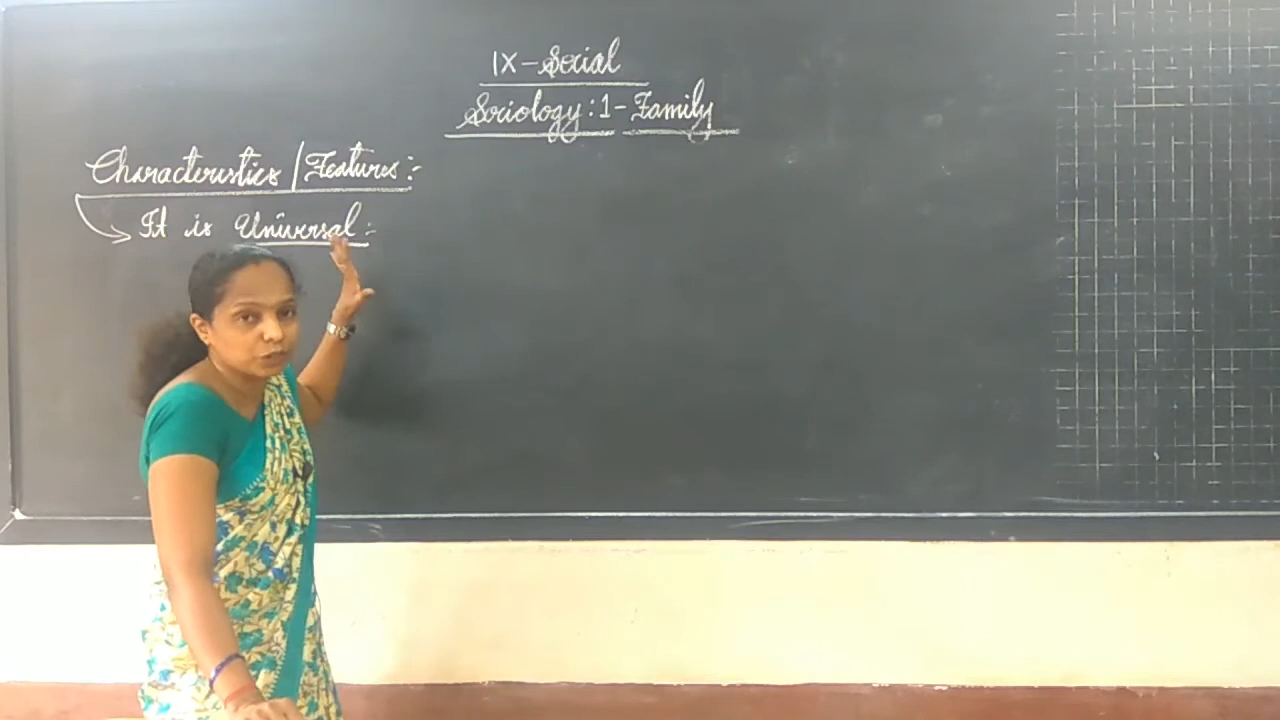 IX - Social
Sociology : 1 - Family
Characteristics / Features :-
It is Universal :-